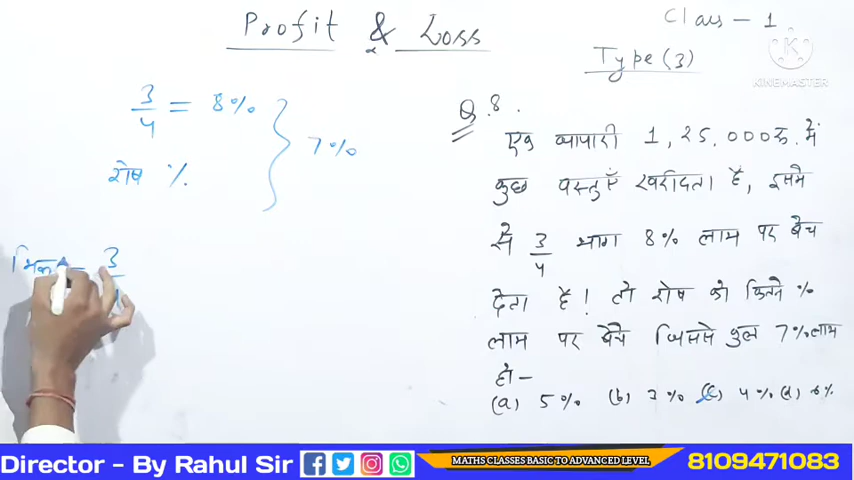 Profit & Loss
Class - 1
Type (3)
KINEMASTER
3/4 = 8%
शेष %
7%
3
Q.8.
एक व्यापारी 1,25,000रु. में
कुछ वस्तुएँ खरीदता है, इसमे
से 3/4 भाग 8% लाभ पर बेच
देता है! तो शेष को कितने %
लाभ पर बेचे जिससे कुल 7% लाभ
हो-
(a) 5% (b) 3% (c) 4% (d) 6%
Director - By Rahul Sir
MATHS CLASSES BASIC TO ADVANCED LEVEL
8109471083